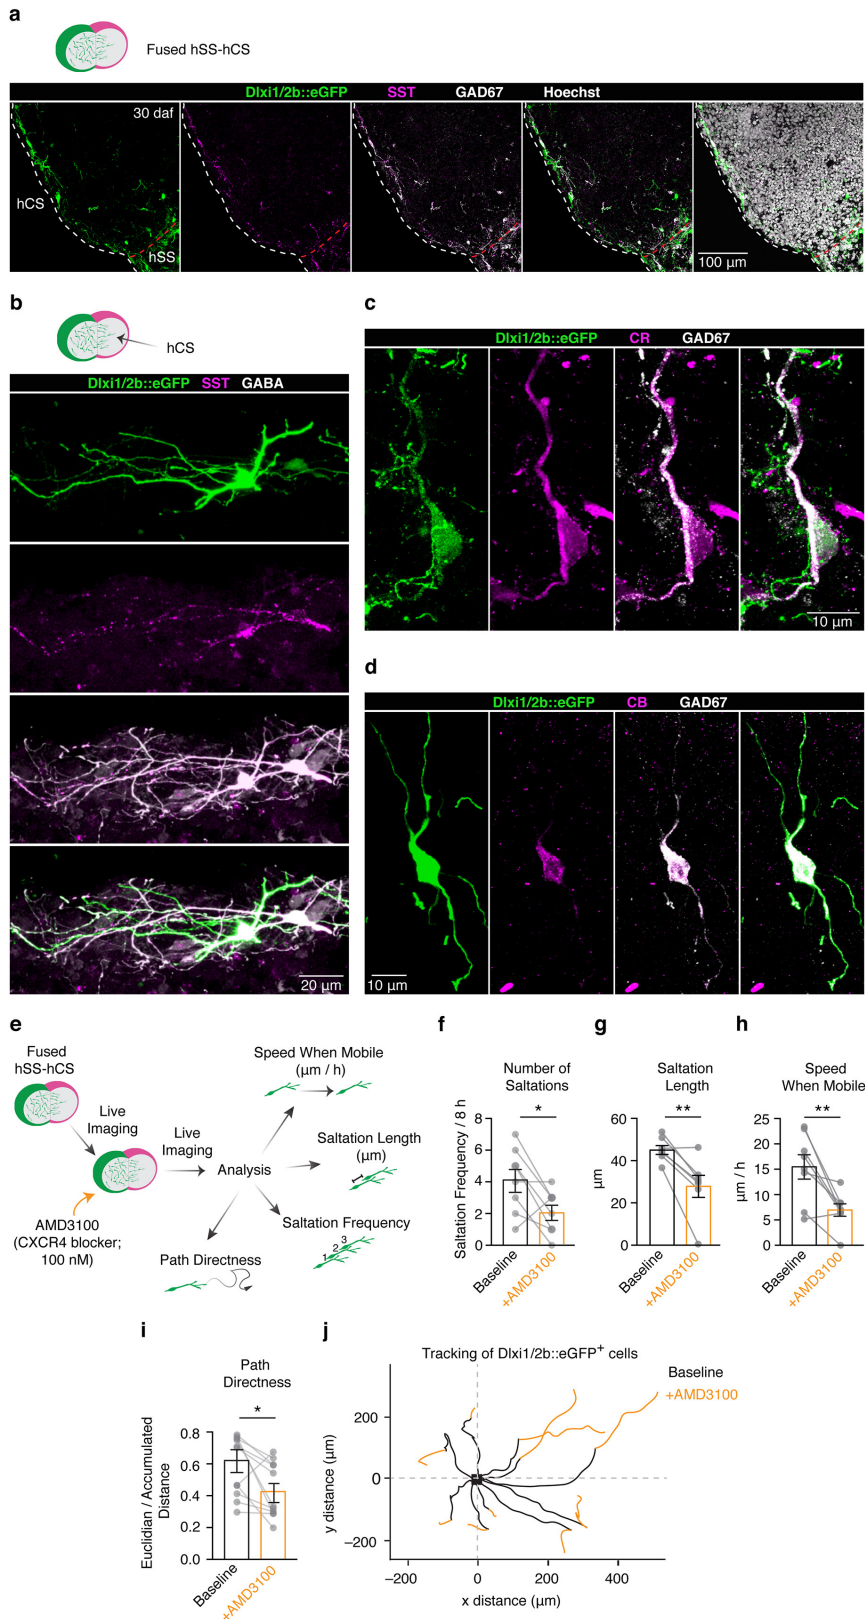 a
Fused hSS-hCS
Dlxi1/2b::eGFP SST GAD67 Hoechst
30 daf
hCS
hSS
100 µm
b
hCS
Dlxi1/2b::eGFP SST GABA
20 µm
c
Dlxi1/2b::eGFP CR GAD67
10 µm
d
Dlxi1/2b::eGFP CB GAD67
10 µm
e
Fused
hSS-hCS
Live
Imaging
AMD3100
(CXCR4 blocker;
100 nM)
Live
Imaging
Analysis
Speed When Mobile
(µm / h)
Saltation Length
(µm)
Saltation Frequency
1 2 3
Path Directness
f
Number of
Saltations
Saltation Frequency / 8 h
8
6
4
2
0
*
Baseline
+AMD3100
g
Saltation
Length
µm
60
40
20
0
**
Baseline
+AMD3100
h
Speed
When Mobile
µm / h
25
20
15
10
5
0
**
Baseline
+AMD3100
i
Path
Directness
Euclidian / Accumulated
Distance
0.8
0.6
0.4
0.2
0.0
*
Baseline
+AMD3100
j
Tracking of Dlxi1/2b::eGFP+ cells
Baseline
+AMD3100
y distance (µm)
200
0
−200
−200 0 200 400
x distance (µm)